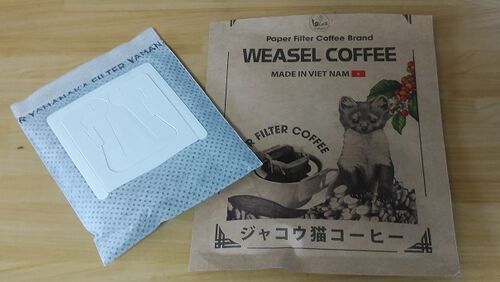 R YAMANAKA FILTER YAMAN
Paper Filter Coffee Brand
WEASEL COFFEE
MADE IN VIET NAM
R FILTER COFFEE
ジャコウ猫コーヒー